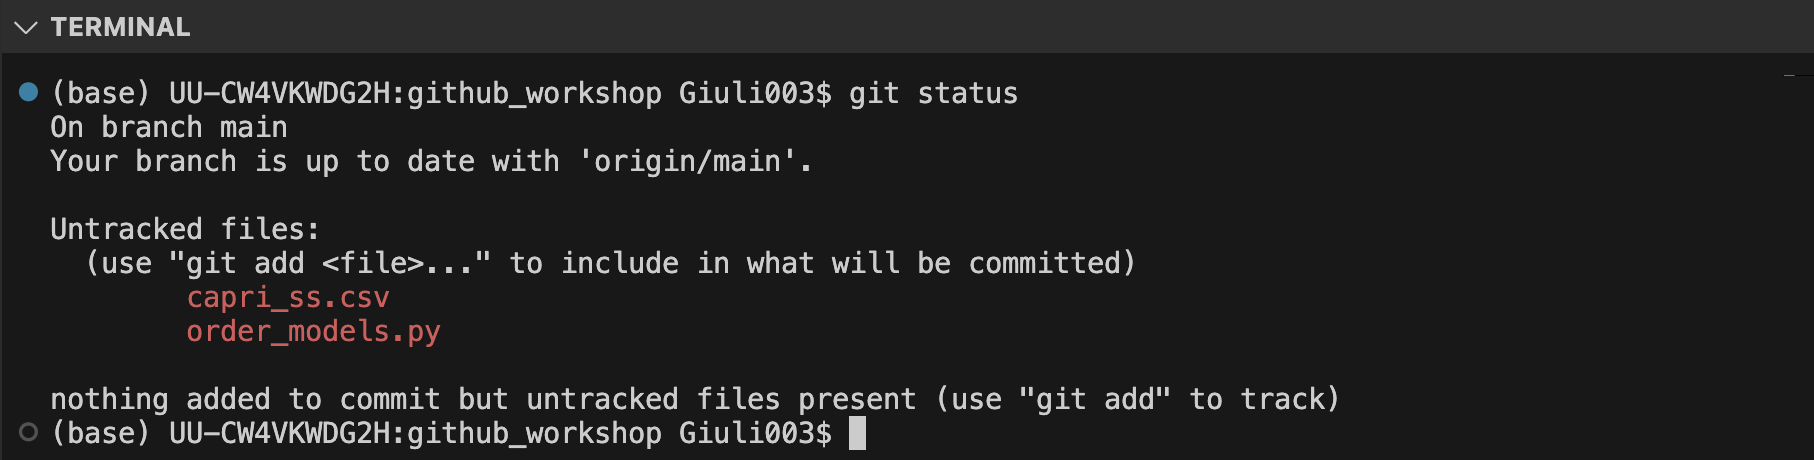 TERMINAL
(base) UU-CW4VKWDG2H:github_workshop Giuli003$ git status
On branch main
Your branch is up to date with 'origin/main'.
Untracked files:
(use "git add <file>..." to include in what will be committed)
capri_ss.csv
order_models.py
nothing added to commit but untracked files present (use "git add" to track)
(base) UU-CW4VKWDG2H:github_workshop Giuli003$